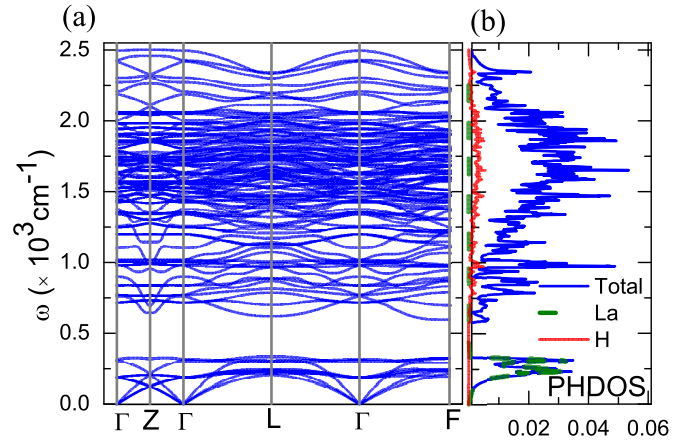 (a)
(b)
ω (× 10³cm⁻¹)
2.5
2.0
1.5
1.0
0.5
0.0
Γ Z Γ L Γ F
Total
La
H
PHDOS
0.02 0.04 0.06